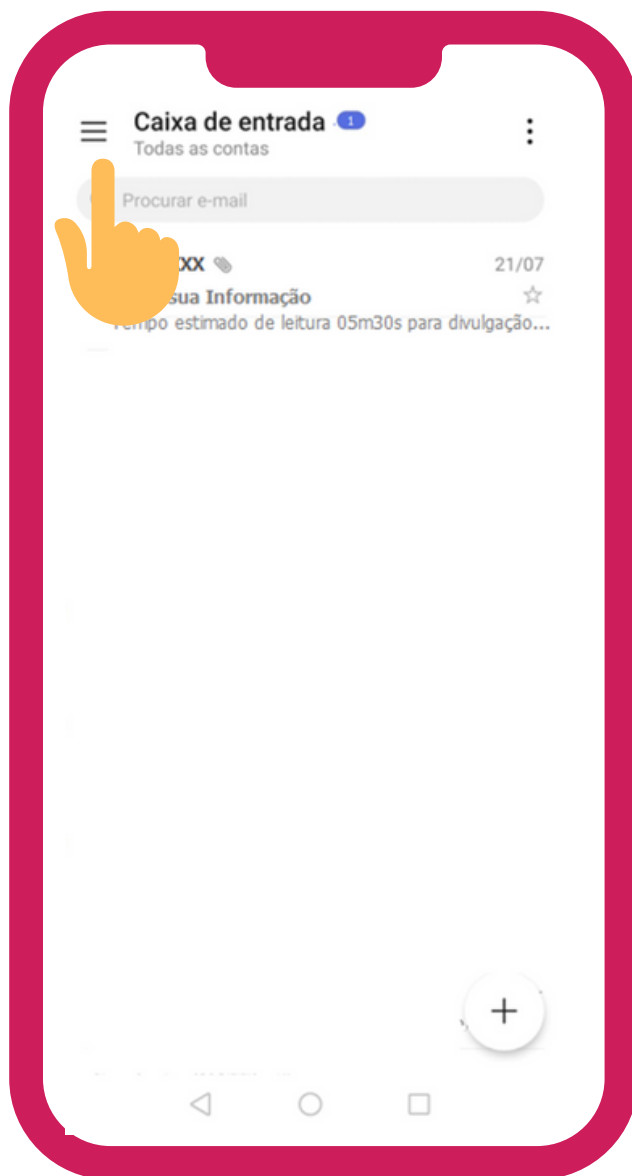 Caixa de entrada 1
Todas as contas
Procurar e-mail
XX 21/07
sua Informação
Tempo estimado de leitura 05m30s para divulgação...